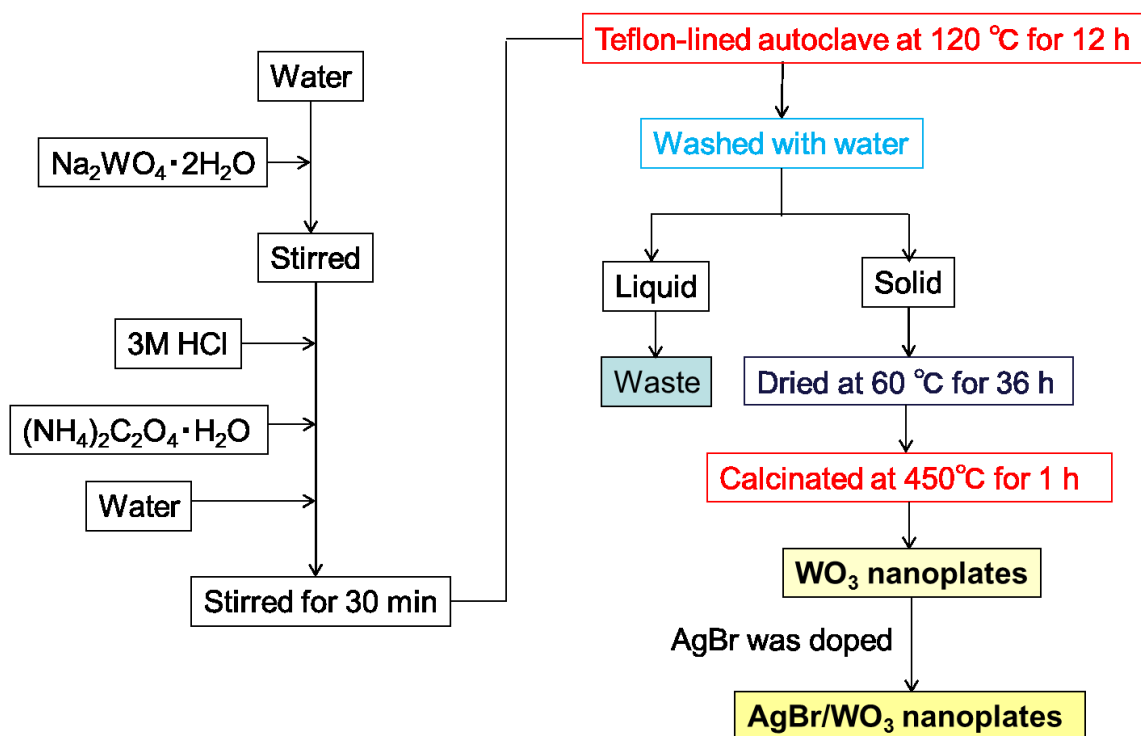 Water
Na₂WO₄・2H₂O
Stirred
3M HCl
(NH₄)₂C₂O₄・H₂O
Water
Stirred for 30 min
Teflon-lined autoclave at 120 ℃ for 12 h
Washed with water
Liquid
Solid
Waste
Dried at 60 ℃ for 36 h
Calcinated at 450℃ for 1 h
WO₃ nanoplates
AgBr was doped
AgBr/WO₃ nanoplates